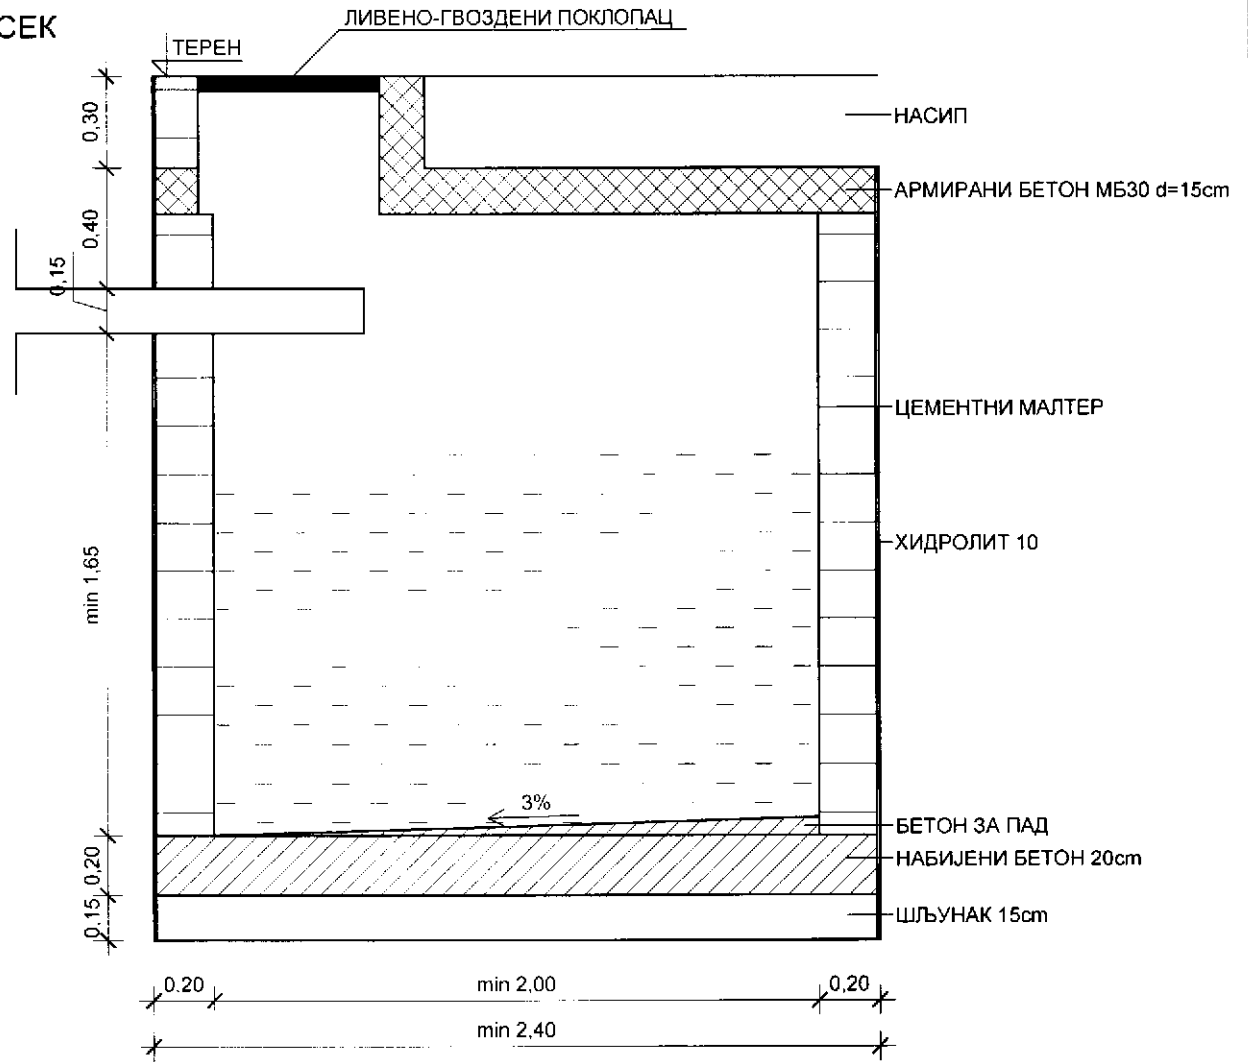 СЕК
ЛИВЕНО-ГВОЗДЕНИ ПОКЛОПАЦ
ТЕРЕН
0,30
НАСИП
АРМИРАНИ БЕТОН МБ30 d=15cm
0,40
0,15
ЦЕМЕНТНИ МАЛТЕР
ХИДРОЛИТ 10
min 1,65
3%
БЕТОН ЗА ПАД
НАБИЈЕНИ БЕТОН 20cm
0,20
ШЉУНАК 15cm
0,15
0.20
min 2,00
0,20
min 2,40